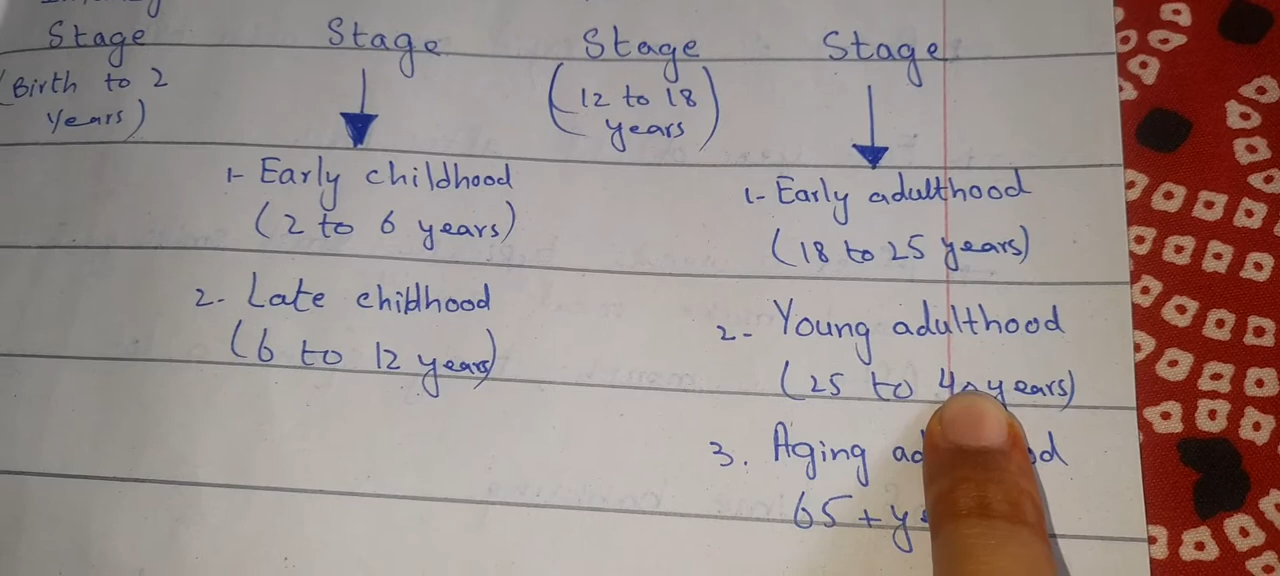 Stage
(Birth to 2
years)
Stage
1- Early childhood
(2 to 6 years)
2- Late childhood
(6 to 12 years)
Stage
(12 to 18
years)
Stage
1- Early adulthood
(18 to 25 years)
2- Young adulthood
(25 to 40 years)
3. Aging
65+